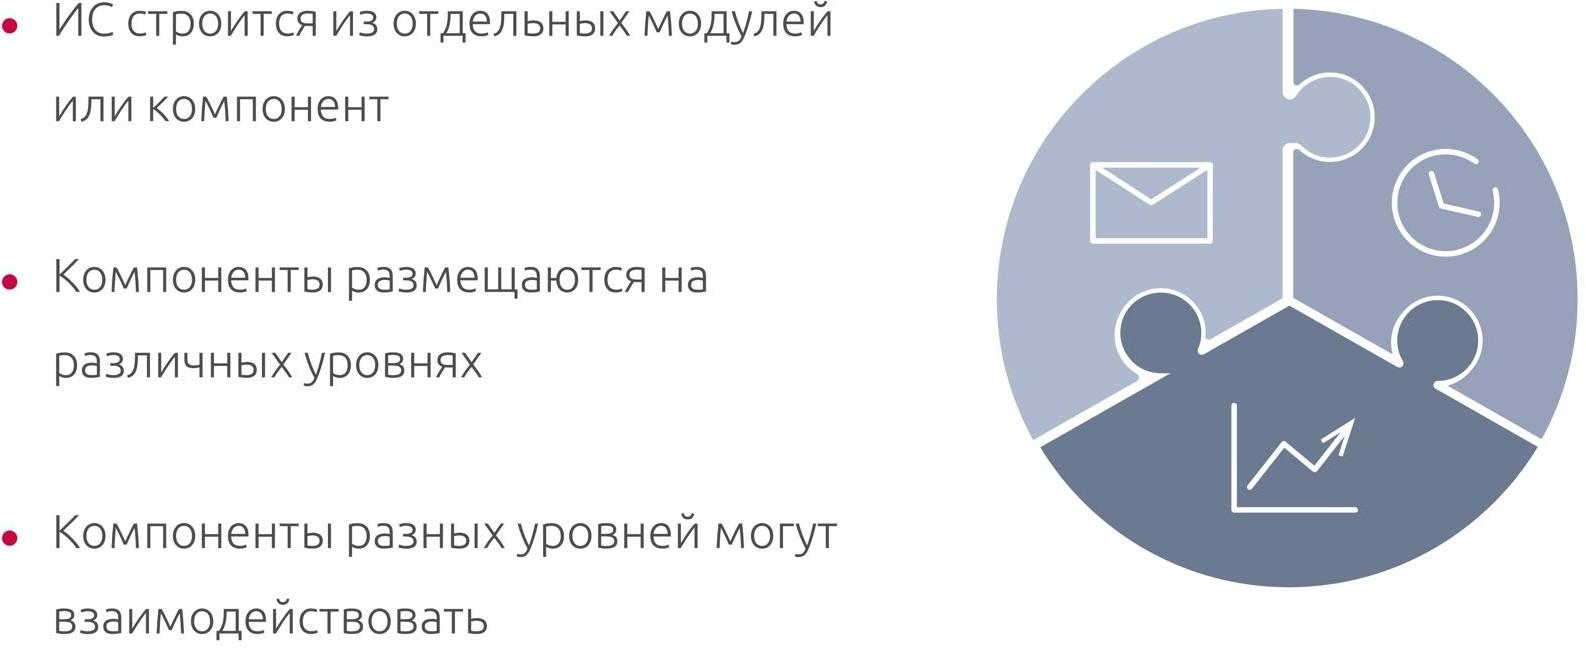 • ИС строится из отдельных модулей
или компонент
• Компоненты размещаются на
различных уровнях
• Компоненты разных уровней могут
взаимодействовать